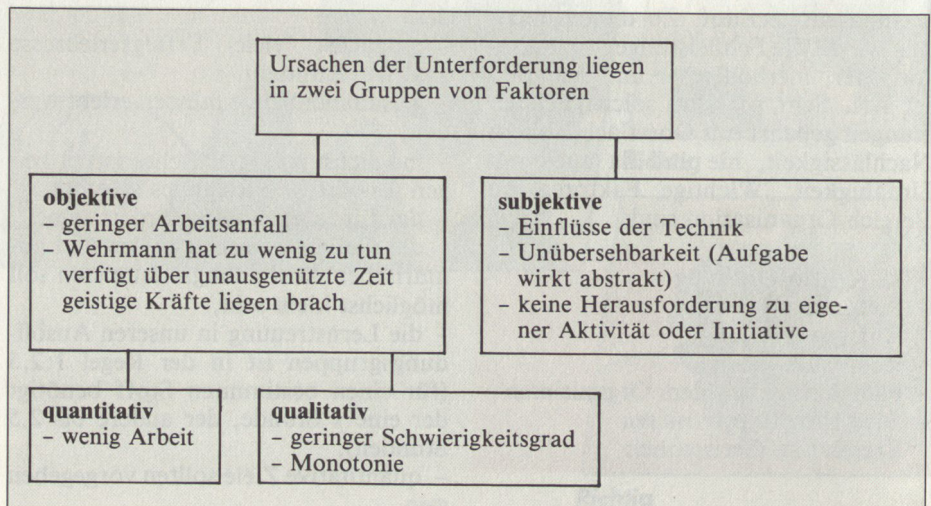 Ursachen der Unterforderung liegen
in zwei Gruppen von Faktoren
objektive
– geringer Arbeitsanfall
– Wehrmann hat zu wenig zu tun
verfügt über unausgenützte Zeit
geistige Kräfte liegen brach
subjektive
– Einflüsse der Technik
– Unübersehbarkeit (Aufgabe
wirkt abstrakt)
– keine Herausforderung zu eige-
ner Aktivität oder Initiative
quantitativ
– wenig Arbeit
qualitativ
– geringer Schwierigkeitsgrad
Monotonie